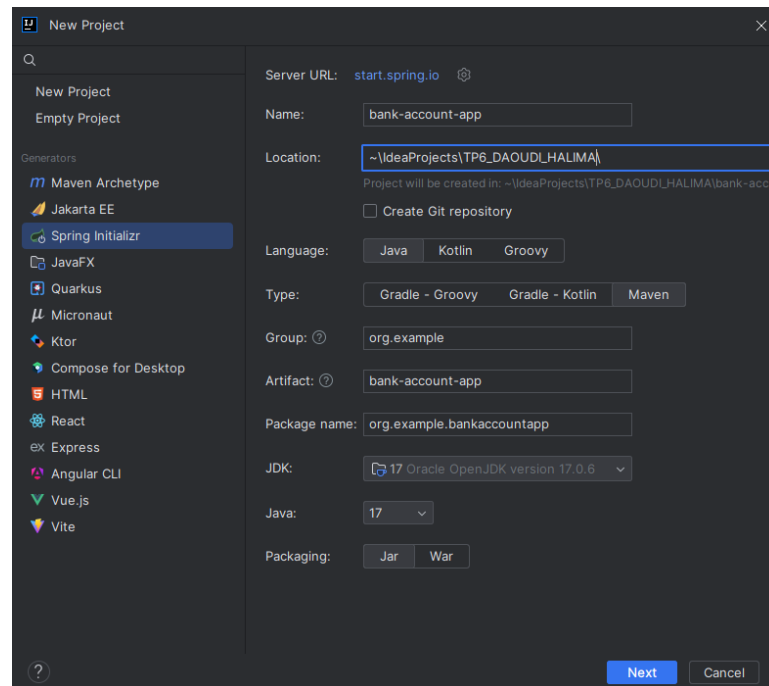 New Project
New Project
Empty Project
Generators
Maven Archetype
Jakarta EE
Spring Initializr
JavaFX
Quarkus
Micronaut
Ktor
Compose for Desktop
HTML
React
Express
Angular CLI
Vue.js
Vite
Server URL: start.spring.io
Name: bank-account-app
Location: ~\IdeaProjects\TP6_DAOUDI_HALIMA\
Project will be created in: ~\IdeaProjects\TP6_DAOUDI_HALIMA\bank-acc
Create Git repository
Language: Java Kotlin Groovy
Type: Gradle - Groovy Gradle - Kotlin Maven
Group: ? org.example
Artifact: ? bank-account-app
Package name: org.example.bankaccountapp
JDK: 17 Oracle OpenJDK version 17.0.6
Java: 17
Packaging: Jar War
? Next Cancel